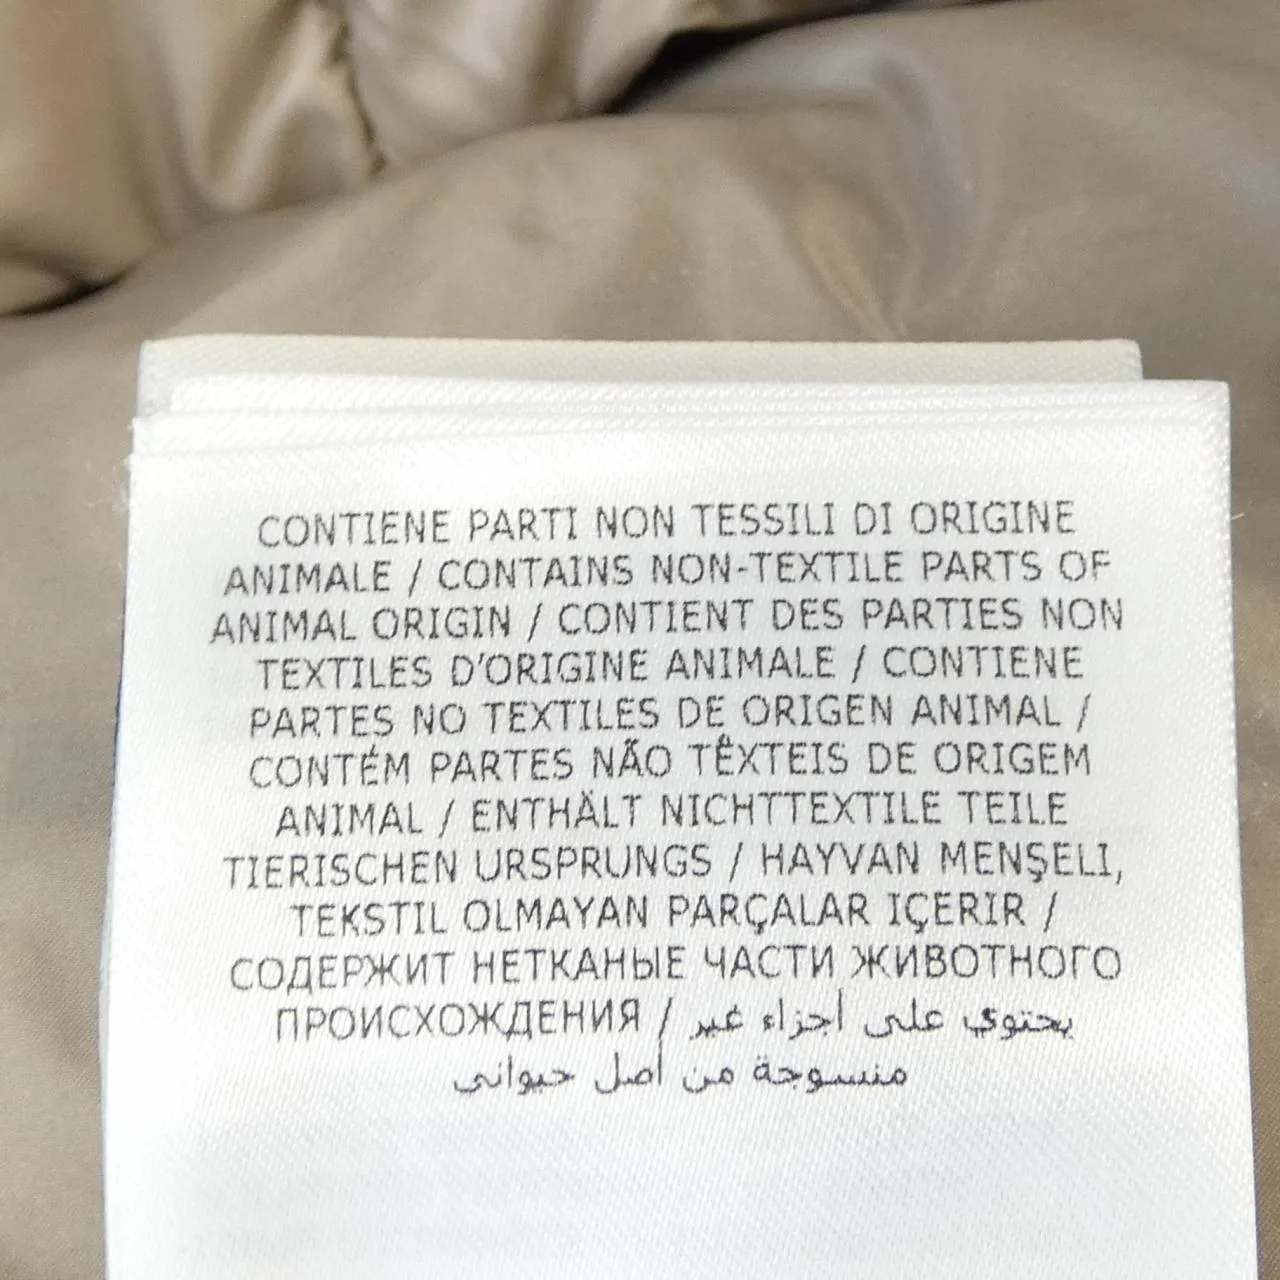 CONTIENE PARTI NON TESSILI DI ORIGINE
ANIMALE / CONTAINS NON-TEXTILE PARTS OF
ANIMAL ORIGIN / CONTIENT DES PARTIES NON
TEXTILES D'ORIGINE ANIMALE / CONTIENE
PARTES NO TEXTILES DE ORIGEN ANIMAL /
CONTÉM PARTES NÃO TÊXTEIS DE ORIGEM
ANIMAL / ENTHÄLT NICHTTEXTILE TEILE
TIERISCHEN URSPRUNGS / HAYVAN MENŞELI,
TEKSTIL OLMAYAN PARÇALAR IÇERIR /
СОДЕРЖИТ НЕТКАНЫЕ ЧАСТИ ЖИВОТНОГО
ПРОИСХОЖДЕНИЯ / يحتوي على أجزاء غير
منسوجة من أصل حيواني